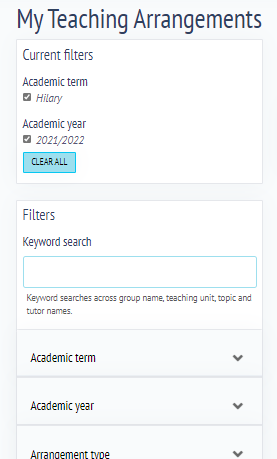 My Teaching Arrangements
Current filters
Academic term
Hilary
Academic year
2021/2022
CLEAR ALL
Filters
Keyword search
Keyword searches across group name, teaching unit, topic and
tutor names.
Academic term
Academic year
Arrangement type